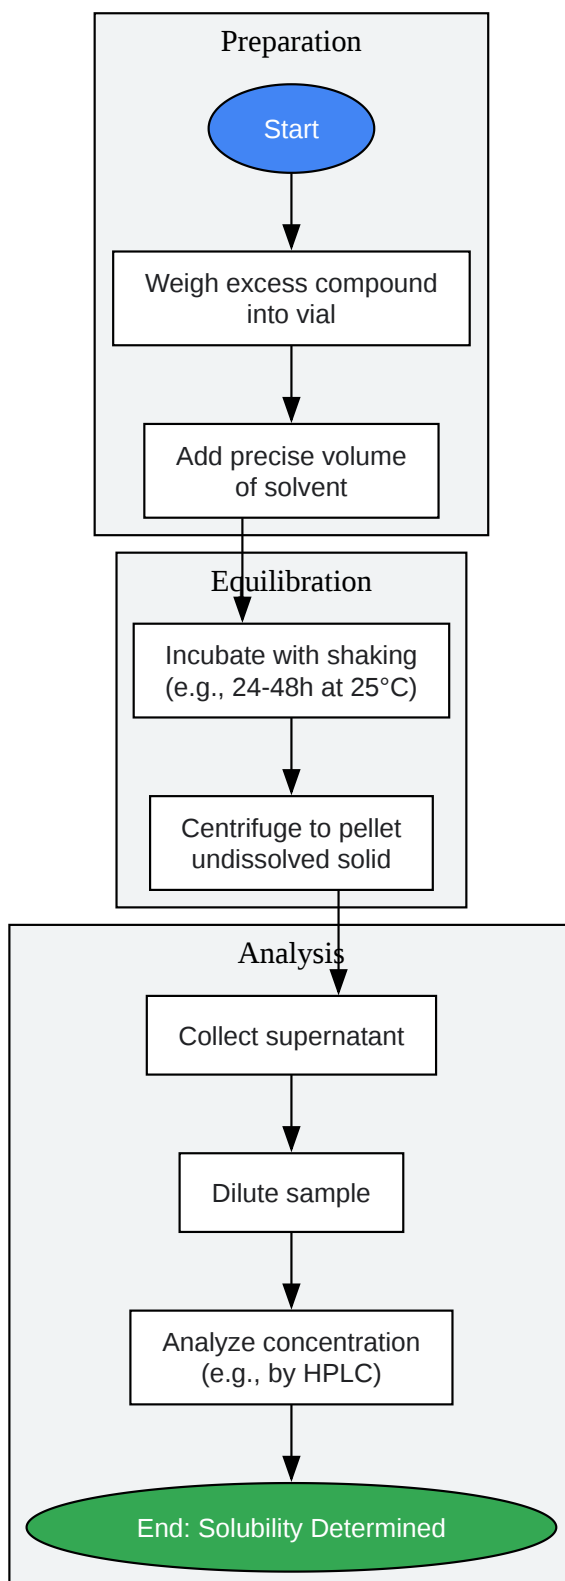 Preparation
Start
Weigh excess compound
into vial
Add precise volume
of solvent
Equilibration
Incubate with shaking
(e.g., 24-48h at 25°C)
Centrifuge to pellet
undissolved solid
Analysis
Collect supernatant
Dilute sample
Analyze concentration
(e.g., by HPLC)
End: Solubility Determined